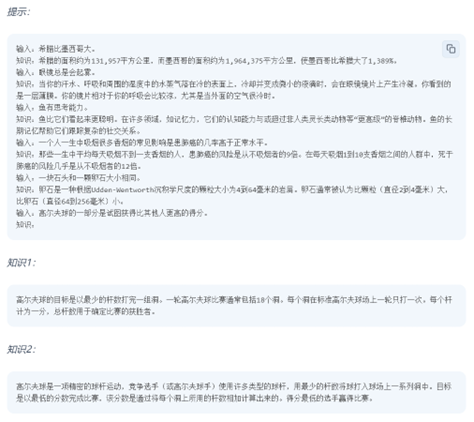 提示：
输入：希腊比墨西哥大。
知识：希腊的面积约为131,957平方公里，而墨西哥的面积约为1,964,375平方公里，使墨西哥比希腊大了1,389%。
输入：眼镜总是会起雾。
知识：当你的汗水、呼吸和周围的湿度中的水蒸气落在冷的表面上，冷却并变成微小的液滴时，会在眼镜镜片上产生冷凝，你看到的
是一层薄膜。你的镜片相对于你的呼吸会比较凉，尤其是当外面的空气很冷时。
输入：鱼有思考能力。
知识：鱼比它们看起来更聪明。在许多领域，如记忆力，它们的认知能力与或超过非人类灵长类动物等“更高级”的脊椎动物。鱼的长
期记忆帮助它们跟踪复杂的社交关系。
输入：一个人一生中吸烟很多香烟的常见影响是患肺癌的几率高于正常水平。
知识：那些一生中平均每天吸烟不到一支香烟的人，患肺癌的风险是从不吸烟者的9倍。在每天吸烟1到10支香烟之间的人群中，死于
肺癌的风险几乎是从不吸烟者的12倍。
输入：一块石头和一颗卵石大小相同。
知识：卵石是一种根据Udden-Wentworth沉积学尺度的颗粒大小为4到64毫米的岩屑。卵石通常被认为比颗粒（直径2到4毫米）大，
比砾石（直径64到256毫米）小。
输入：高尔夫球的一部分是试图获得比其他人更高的得分。
知识：
知识1：
高尔夫球的目标是以最少的杆数打完一组洞。一轮高尔夫球比赛通常包括18个洞。每个洞在标准高尔夫球场上一轮只打一次。每个杆
计为一分，总杆数用于确定比赛的获胜者。
知识2：
高尔夫球是一项精密的球杆运动，竞争选手（或高尔夫球手）使用许多类型的球杆，用最少的杆数将球打入球场上一系列洞中。目标
是以最低的分数完成比赛，该分数是通过将每个洞上所用的杆数相加计算出来的。得分最低的选手赢得比赛。